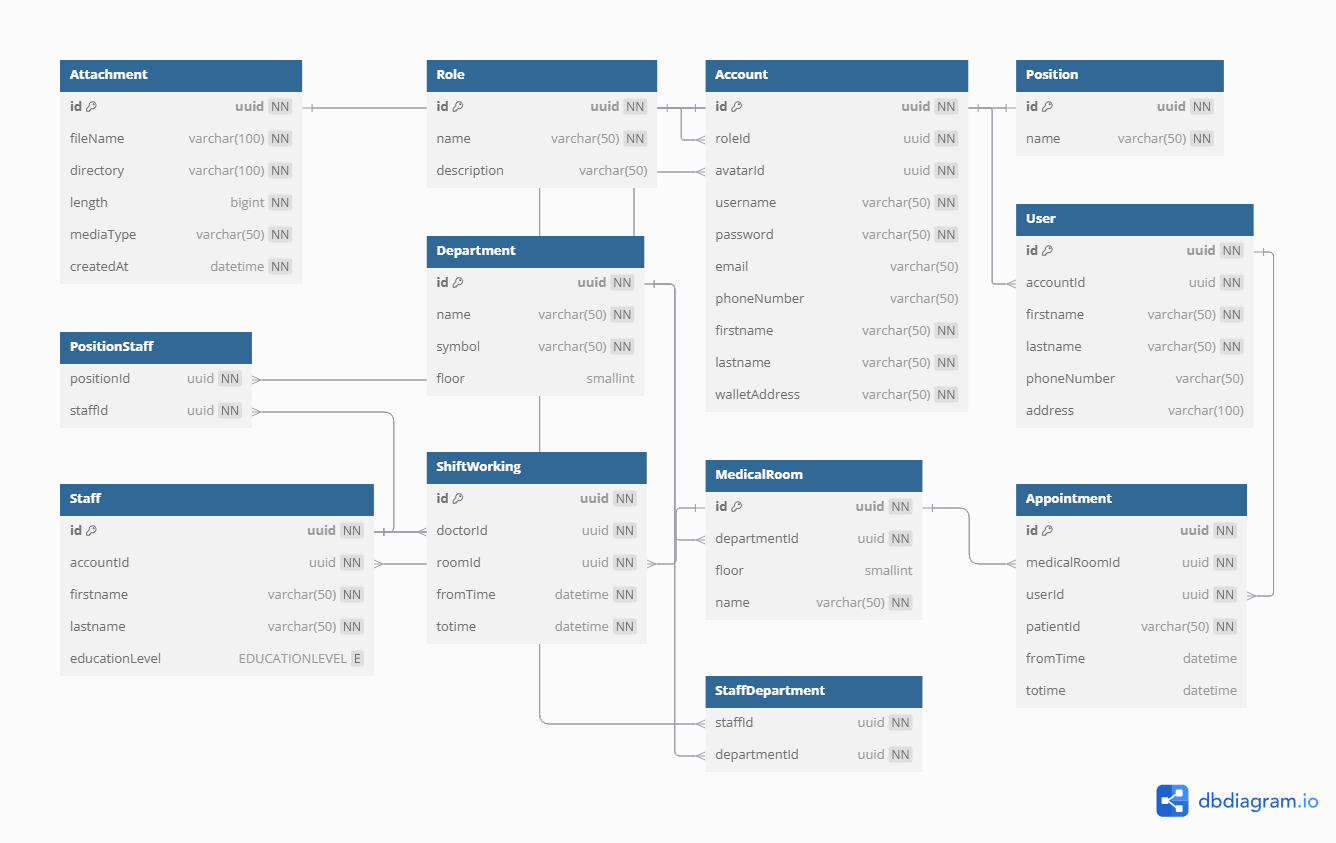 Attachment
id uuid NN
fileName varchar(100) NN
directory varchar(100) NN
length bigint NN
mediaType varchar(50) NN
createdAt datetime NN
Role
id uuid NN
name varchar(50) NN
description varchar(50)
Account
id uuid NN
roleId uuid NN
avatarId uuid NN
username varchar(50) NN
password varchar(50) NN
email varchar(50)
phoneNumber varchar(50)
firstname varchar(50) NN
lastname varchar(50) NN
walletAddress varchar(50) NN
Position
id uuid NN
name varchar(50) NN
User
id uuid NN
accountId uuid NN
firstname varchar(50) NN
lastname varchar(50) NN
phoneNumber varchar(50)
address varchar(100)
Department
id uuid NN
name varchar(50) NN
symbol varchar(50) NN
floor smallint
PositionStaff
positionId uuid NN
staffId uuid NN
Staff
id uuid NN
accountId uuid NN
firstname varchar(50) NN
lastname varchar(50) NN
educationLevel EDUCATIONLEVEL E
ShiftWorking
id uuid NN
doctorId uuid NN
roomId uuid NN
fromTime datetime NN
totime datetime NN
MedicalRoom
id uuid NN
departmentId uuid NN
floor smallint
name varchar(50) NN
Appointment
id uuid NN
medicalRoomId uuid NN
userId uuid NN
patientId varchar(50) NN
fromTime datetime
totime datetime
StaffDepartment
staffId uuid NN
departmentId uuid NN
dbdiagram.io